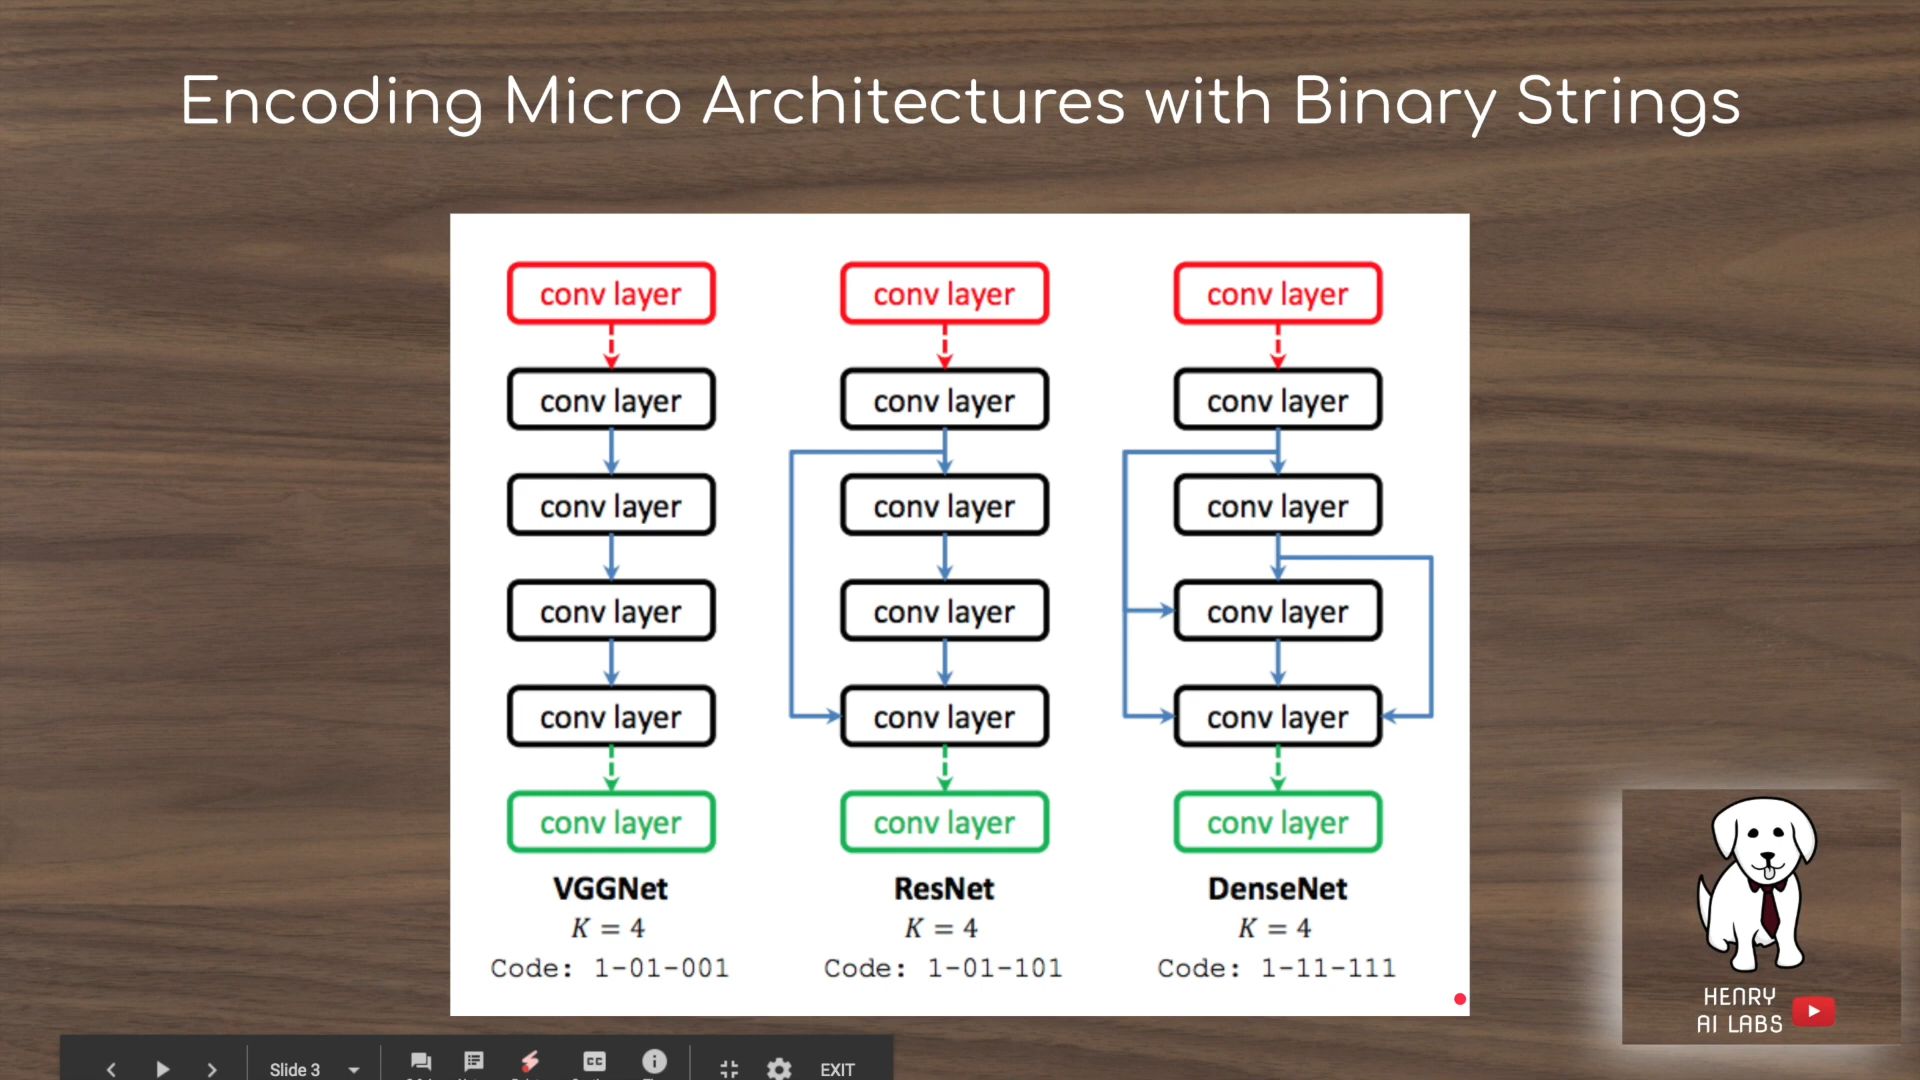 Encoding Micro Architectures with Binary Strings
conv layer conv layer conv layer
conv layer conv layer conv layer
conv layer conv layer conv layer
conv layer conv layer conv layer
conv layer conv layer conv layer
conv layer conv layer conv layer
VGGNet ResNet DenseNet
K = 4 K = 4 K = 4
Code: 1-01-001 Code: 1-01-101 Code: 1-11-111
HENRY
AI LABS
Slide 3 CC EXIT